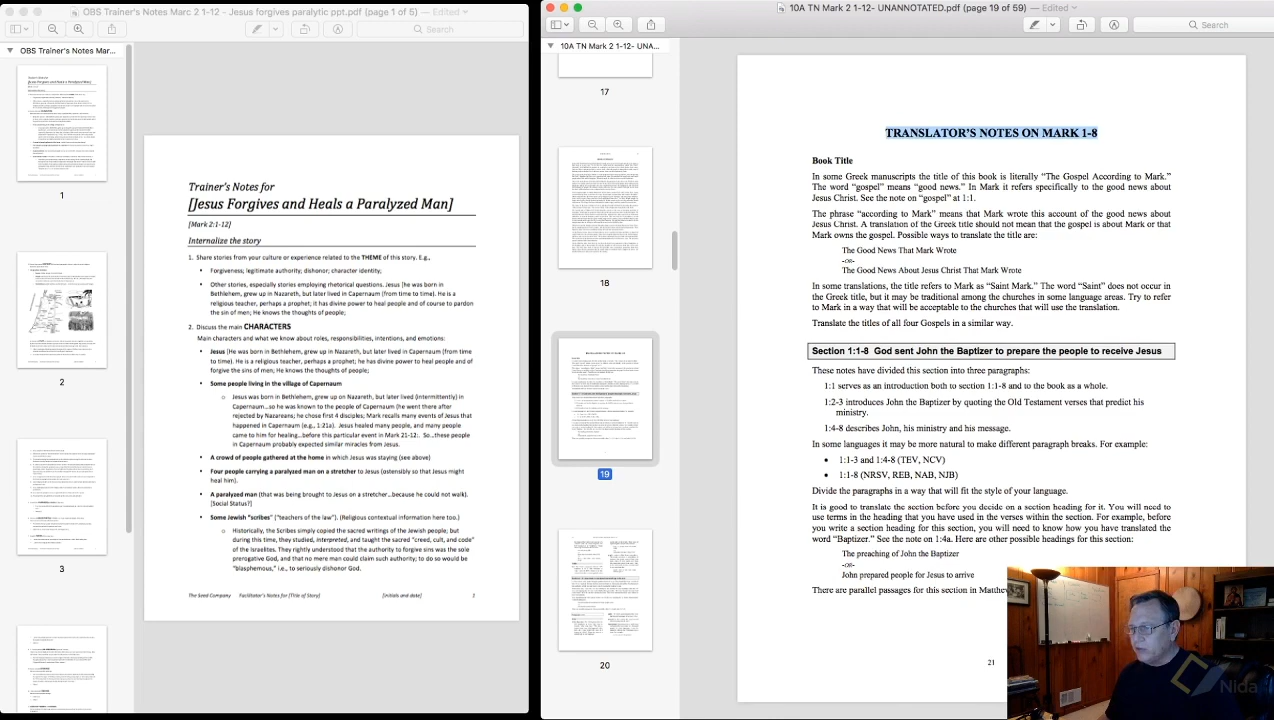 OBS Trainer's Notes Marc 2 1-12 - Jesus forgives paralytic ppt.pdf (page 1 of 5) — Edited
Search
OBS Trainer's Notes Mar...
1
2
3
Trainer's Notes for
[Jesus Forgives and Heals a Paralyzed Man]
[Mark 2:1-12]
Internalize the story
1. Share stories from your culture or experience related to the THEME of this story. E.g.,
• Forgiveness; legitimate authority; dishonor; character identity;
• Other stories, especially stories employing rhetorical questions. Jesus [he was born in
Bethlehem, grew up in Nazareth, but later lived in Capernaum (from time to time). He is a
religious teacher, perhaps a prophet; it has divine power to heal people and of course to pardon
the sin of men; He knows the thoughts of people;
2. Discuss the main CHARACTERS
Main characters and what we know about roles, responsibilities, intentions, and emotions:
• Jesus [He was born in Bethlehem, grew up in Nazareth, but later lived in Capernaum (from time
to time). He is a religious teacher, perhaps a prophet; he has divine power to heal people and of
forgive the sins of men; He knows the thoughts of people;
• Some people living in the village of Capernaum
○ Jesus was born in Bethlehem, grew up on Nazareth, but later lived (intermittently) in
Capernaum...so he was known to the people of Capernaum (he went there after
rejected by Nazareans; he chose first 4 disciples; Mark recalls many events of Jesus that
happened in Capernaum (e.g., 1:21a). Jesus healed many people, and many people
came to him for healing...before this particular event in Mark 21-12. So...these people
in Capernaum probably expected similar miracles from Jesus.
• A crowd of people gathered at the home in which Jesus was staying (see above)
• Four people carrying a paralyzed man on a stretcher to Jesus (ostensibly so that Jesus might
heal him).
• A paralyzed man (that was being brought to Jesus on a stretcher...because he could not walk).
[Social Status?]
• Some Jewish "scribes" ("teachers of the law"). (Religious contextual information here too.)
○ Historically, the Scribes simply copied the sacred writings of the Jewish people; but
during this time, they studied, interpreted, and taught the sacred "creed, cult, and code"
of the Israelites. They rightly understood that the authority to forgive sins was the sole
prerogative God, and that no mere man could claim such authority; to do so would be
"blasphemous," i.e., to seriously dishonor God.
The Seed Company Facilitator's Notes for [Title of Story] [initials and date] 1
10A TN Mark 2 1-12- UNANNOTATED.pdf (page 19 of 59) — Edited
Search
10A TN Mark 2 1-12- UNA...
17
18
19
20
TRANSLATOR'S NOTES ON MARK 1-8
Book Title
In some Greek manuscripts the title of this book is literally "The Gospel According to Mark."
The word "gospel" means "good news." In Mark it refers specifically to the good news about
Jesus Christ. See the note on "gospel" at 1:1.
The phrase "according to Mark" means that Mark wrote this account of the good news about
Jesus Christ. A translation of the Greek title should not mean that the gospel is about Mark or that
Mark owns the gospel. Possible ways to translate the title are:
The Good News That Mark Wrote
-or-
The Good News About Jesus Christ That Mark Wrote
In some translations, the title refers to Mark as "Saint Mark." The word "Saint" does not occur in
the Greek title, but it may be traditional among the churches in some language areas. Try to refer
to Mark in a way that will be acceptable to the churches that will use the translation.
Translate the titles of all four Gospels in a similar way.
Section 1:1-8 God sent John the Baptizer to prepare the people to receive Jesus
These notes have divided this section into three paragraphs:
1:1 serves as an introduction both to section 1:1-8 and to the book as a whole.
1:2-3 introduces John the Baptizer by quoting the Old Testament verses that predict his
ministry.
1:4-8 describes John, his ministry and his message.
In some languages it may be more natural to make different paragraph breaks. For example:
• 1:1-3 and 1:4-8 (TEV, NCV)
• 1:1-8 (NRSV, REB, NAB, NJB)
Divide the paragraphs in a way that will fit the style of your language.
It is good to translate the section before you decide on a section heading for it. You will need to
use terms in the heading that you have used in the verses within the section. For example, before
you write a section heading for this section, you will need to know how you have translated the
word "Baptizer." See the note on 1:4a. Here are other possible headings for this section:
The preaching of John the Baptizer
-or-
John prepared people for Jesus to arrive
There are parallel passages for this section in Matthew
21
Nida